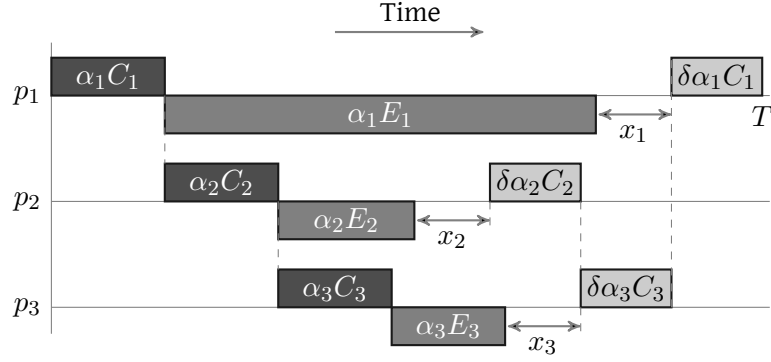 Time
α₁C₁
δα₁C₁
p₁
α₁E₁
x₁
T
α₂C₂
δα₂C₂
p₂
α₂E₂
x₂
α₃C₃
δα₃C₃
p₃
α₃E₃
x₃